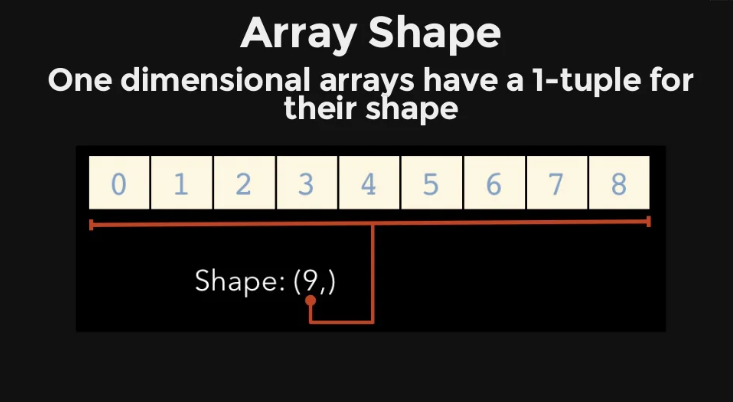 Array Shape
One dimensional arrays have a 1-tuple for
their shape
0 1 2 3 4 5 6 7 8
Shape: (9,)